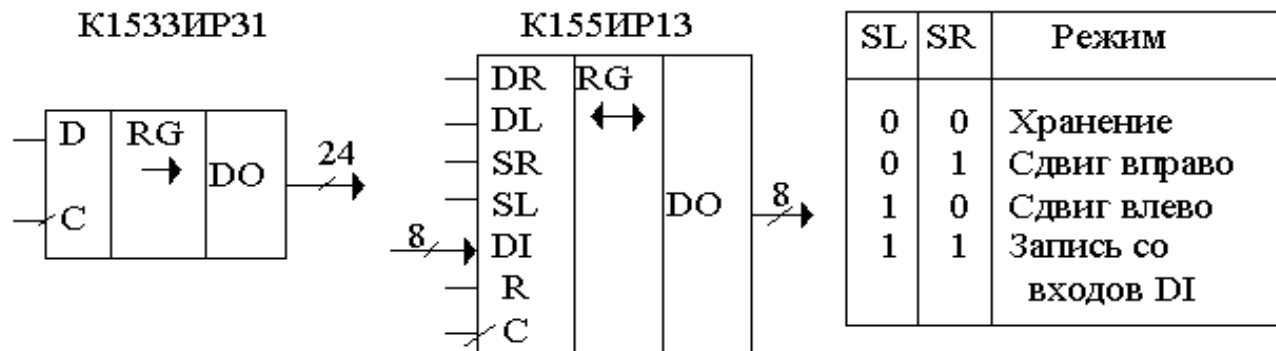 К1533ИР31
D RG DO 24
C
К155ИР13
DR RG
DL
SR
SL DO 8
8 DI
R
C
SL SR Режим
0 0 Хранение
0 1 Сдвиг вправо
1 0 Сдвиг влево
1 1 Запись со
входов DI